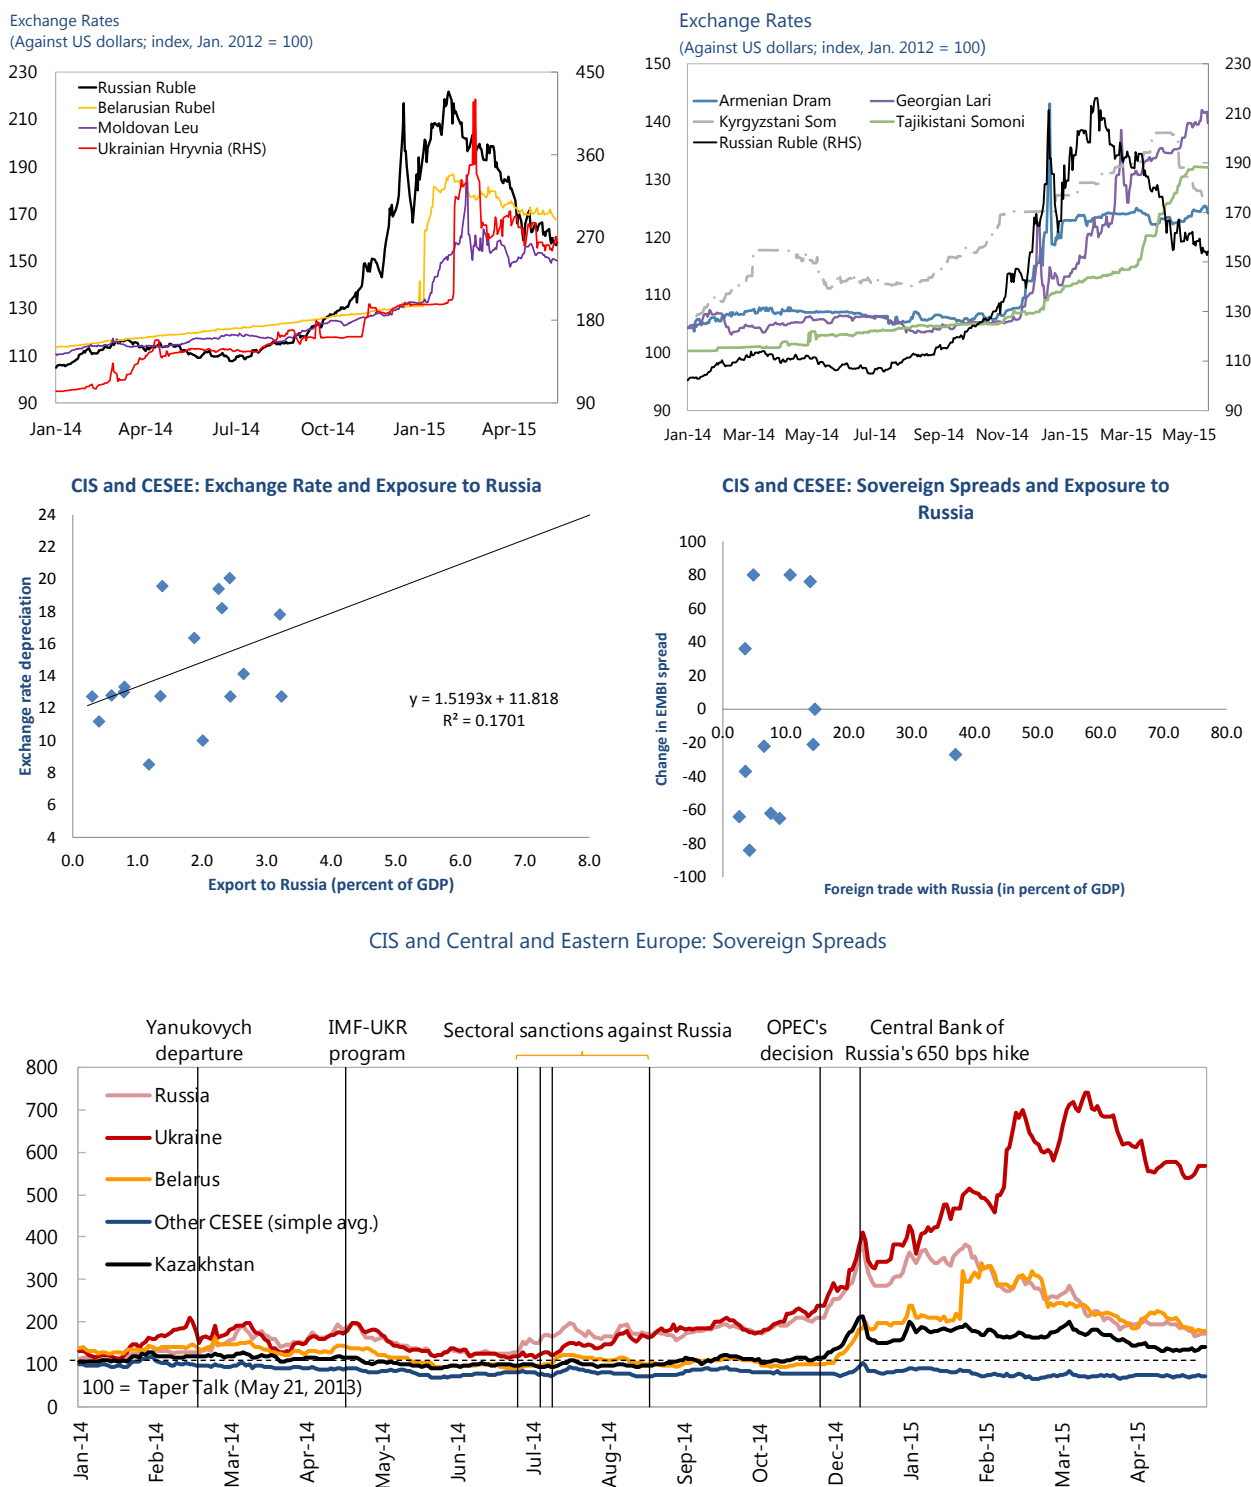 Exchange Rates
(Against US dollars; index, Jan. 2012 = 100)
230
210
190
170
150
130
110
90
450
360
270
180
90
Russian Ruble
Belarusian Rubel
Moldovan Leu
Ukrainian Hryvnia (RHS)
Jan-14 Apr-14 Jul-14 Oct-14 Jan-15 Apr-15
Exchange Rates
(Against US dollars; index, Jan. 2012 = 100)
150
140
130
120
110
100
90
230
210
190
170
150
130
110
90
Armenian Dram Georgian Lari
Kyrgyzstani Som Tajikistani Somoni
Russian Ruble (RHS)
Jan-14 Mar-14 May-14 Jul-14 Sep-14 Nov-14 Jan-15 Mar-15 May-15
CIS and CESEE: Exchange Rate and Exposure to Russia
Exchange rate depreciation
24
22
20
18
16
14
12
10
8
6
4
y = 1.5193x + 11.818
R² = 0.1701
0.0 1.0 2.0 3.0 4.0 5.0 6.0 7.0 8.0
Export to Russia (percent of GDP)
CIS and CESEE: Sovereign Spreads and Exposure to
Russia
Change in EMBI spread
100
80
60
40
20
0
-20
-40
-60
-80
-100
0.0 10.0 20.0 30.0 40.0 50.0 60.0 70.0 80.0
Foreign trade with Russia (in percent of GDP)
CIS and Central and Eastern Europe: Sovereign Spreads
Yanukovych
departure
IMF-UKR
program
Sectoral sanctions against Russia
OPEC's
decision
Central Bank of
Russia's 650 bps hike
800
700
600
500
400
300
200
100
0
Russia
Ukraine
Belarus
Other CESEE (simple avg.)
Kazakhstan
100 = Taper Talk (May 21, 2013)
Jan-14 Feb-14 Mar-14 Apr-14 May-14 Jun-14 Jul-14 Aug-14 Sep-14 Oct-14 Dec-14 Jan-15 Feb-15 Mar-15 Apr-15